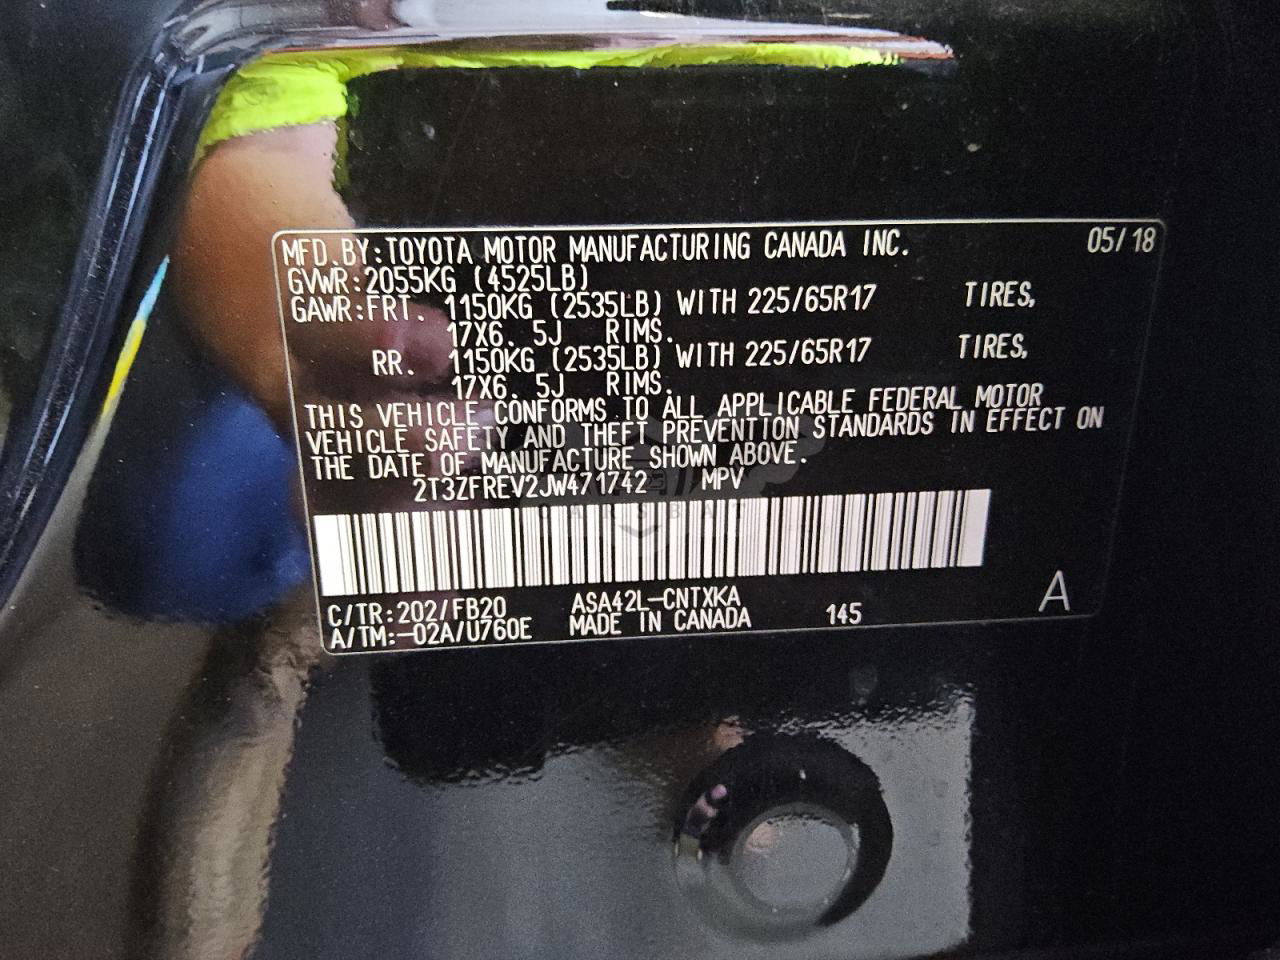 MFD. BY: TOYOTA MOTOR MANUFACTURING CANADA INC. 05/18
GVWR: 2055KG (4525LB)
GAWR: FRT. 1150KG (2535LB) WITH 225/65R17 TIRES,
17X6. 5J RIMS.
RR. 1150KG (2535LB) WITH 225/65R17 TIRES,
17X6. 5J RIMS.
THIS VEHICLE CONFORMS TO ALL APPLICABLE FEDERAL MOTOR
VEHICLE SAFETY AND THEFT PREVENTION STANDARDS IN EFFECT ON
THE DATE OF MANUFACTURE SHOWN ABOVE.
2T3ZFREV2JW471742 MPV
C/TR: 202/FB20 ASA42L-CNTXKA
A/TM:-02A/U760E MADE IN CANADA 145 A